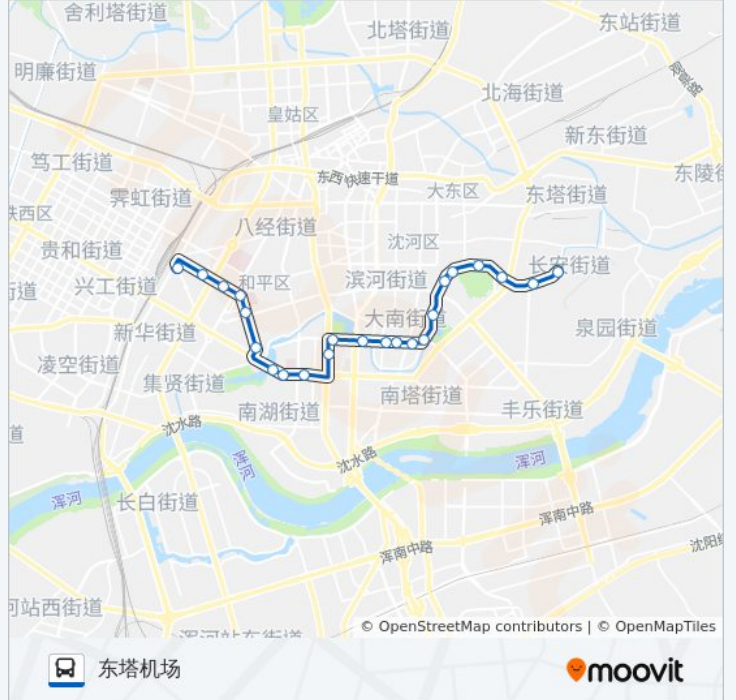 舍利塔街道
北塔街道
东站街道
明廉街道
北海街道
皇姑区
新东街道
笃工街道
东西快速干道
东陵街
霁虹街道
大东区
东塔街道
铁西区
八经街道
沈河区
贵和街道
长安街道
和平区
滨河街道
街道
兴工街道
大南街道
泉园街道
新华街道
凌空街道
集贤街道
南塔街道
南湖街道
丰乐街道
道
沈水路
沈水路
浑河
浑河
浑河
长白街道
浑南中路
浑南中路
沈阳绕
河站西街道
浑河站东街道
© OpenStreetMap contributors | © OpenMapTiles
东塔机场
moovit